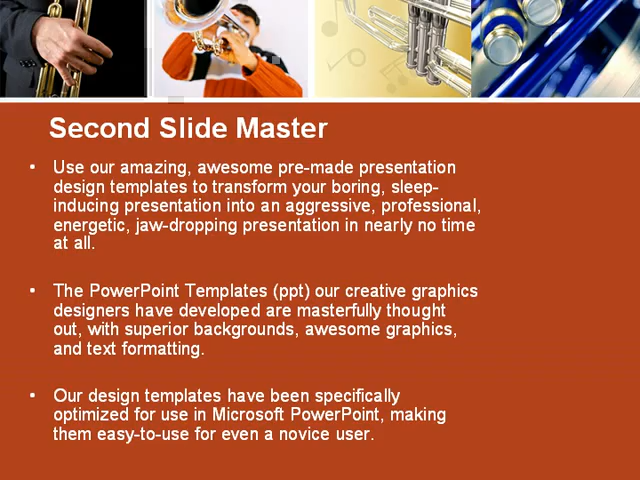 Second Slide Master
• Use our amazing, awesome pre-made presentation
design templates to transform your boring, sleep-
inducing presentation into an aggressive, professional,
energetic, jaw-dropping presentation in nearly no time
at all.
• The PowerPoint Templates (ppt) our creative graphics
designers have developed are masterfully thought
out, with superior backgrounds, awesome graphics,
and text formatting.
• Our design templates have been specifically
optimized for use in Microsoft PowerPoint, making
them easy-to-use for even a novice user.